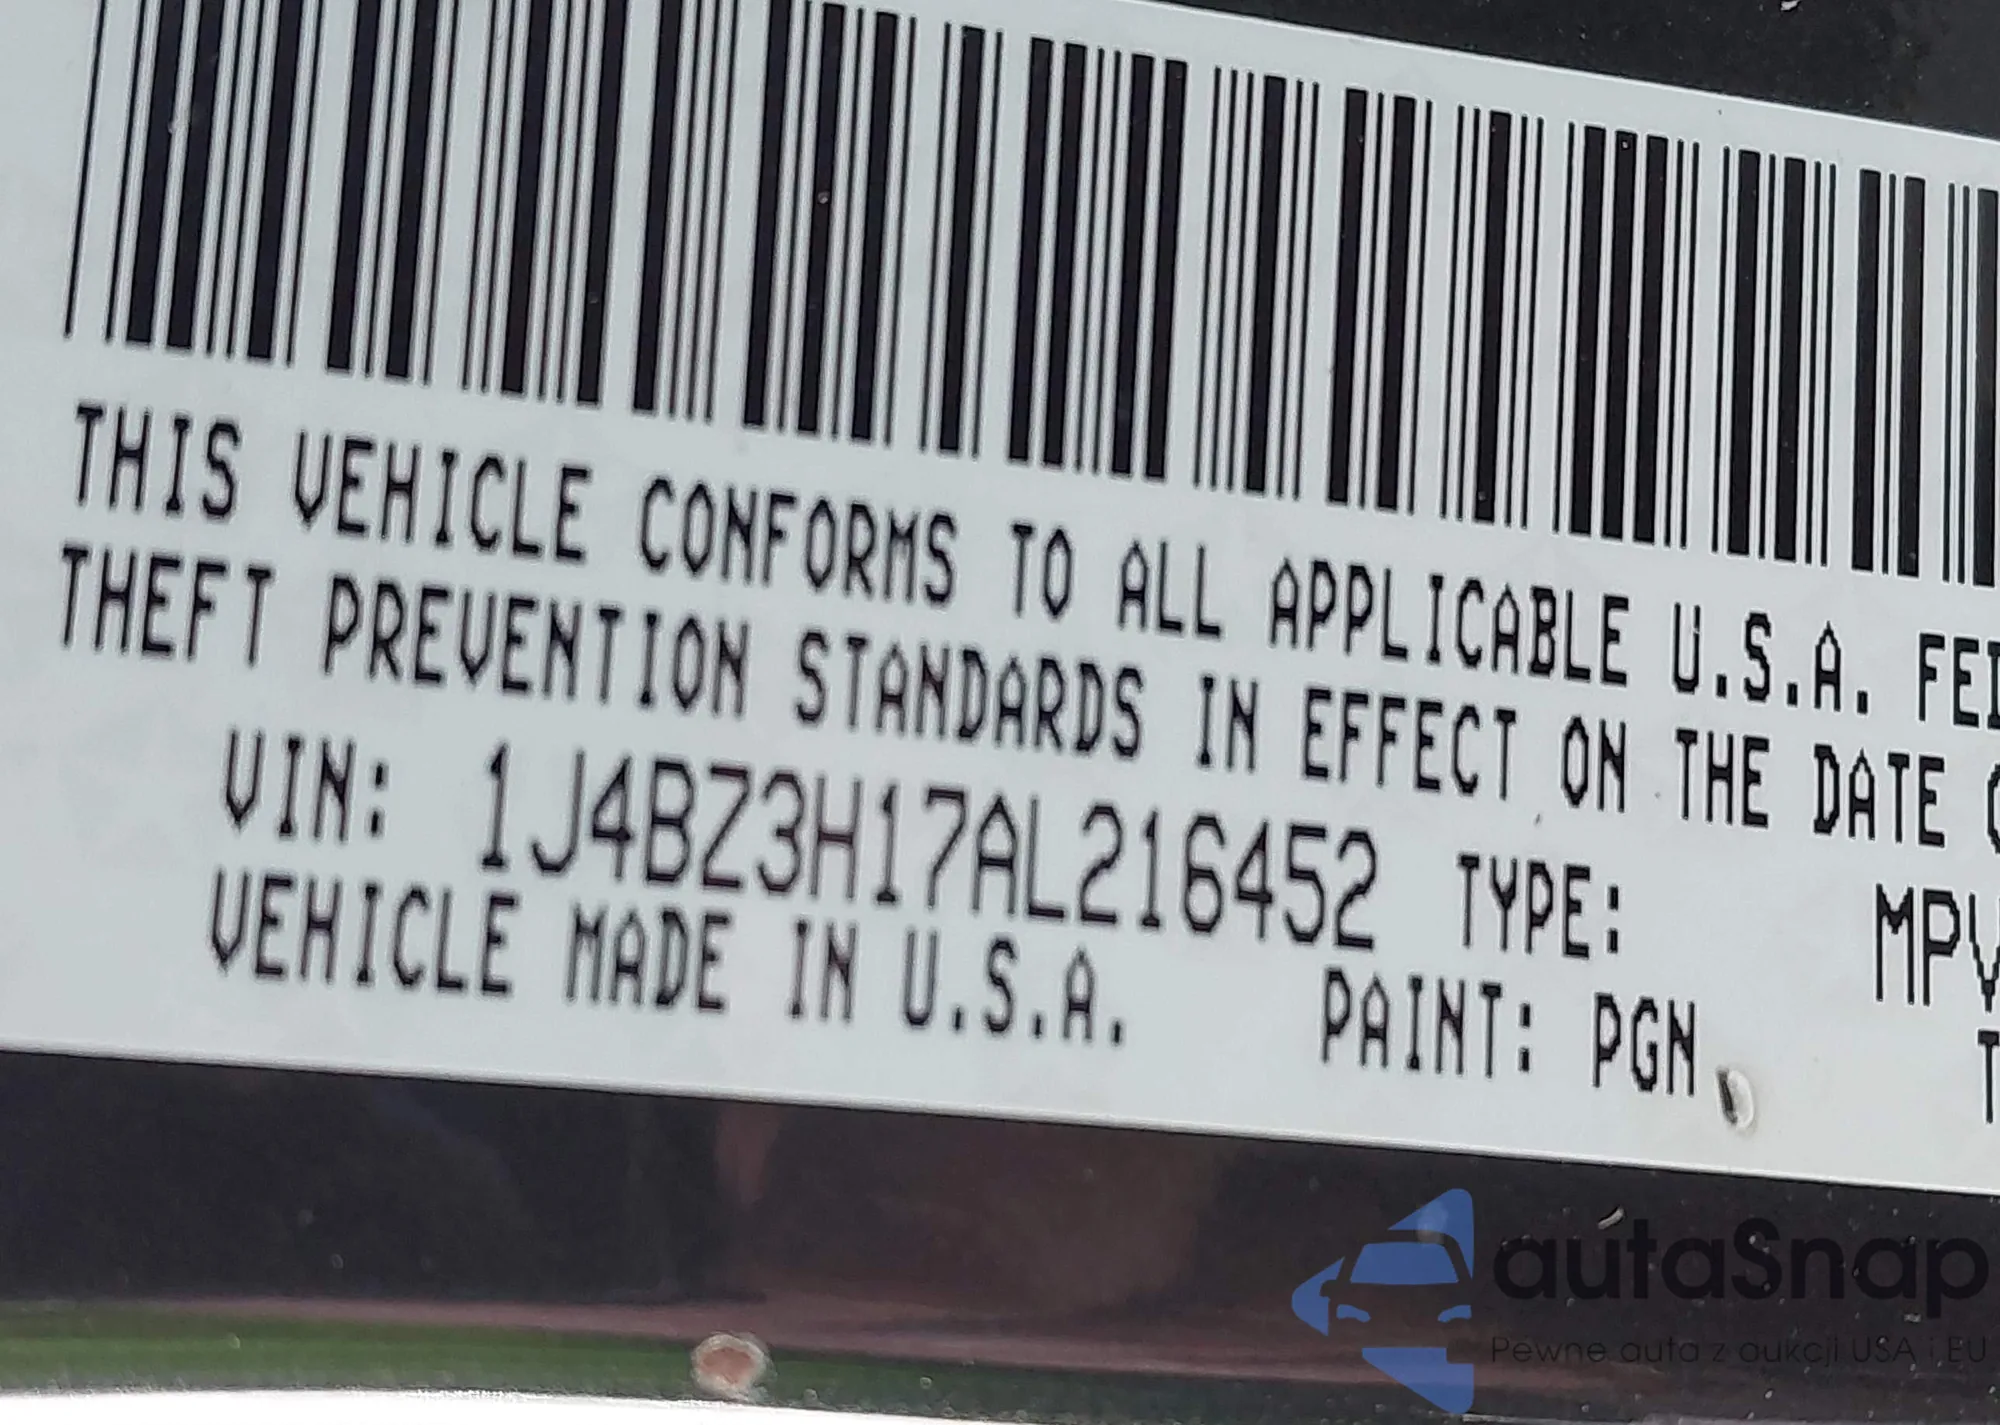 THIS VEHICLE CONFORMS TO ALL APPLICABLE U.S.A.
THEFT PREVENTION STANDARDS IN EFFECT ON THE DATE
VIN: 1J4BZ3H17AL216452 TYPE: MPV
VEHICLE MADE IN U.S.A. PAINT: PGN
autaSnap
Pewne auta z aukcji USA i EU